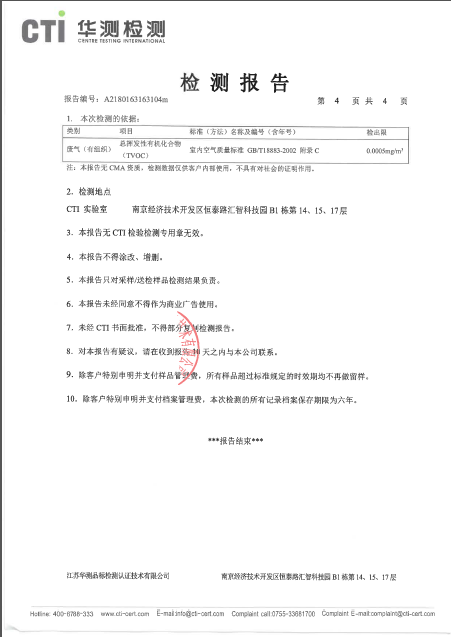 CTI 华测检测
CENTRE TESTING INTERNATIONAL
检 测 报 告
报告编号：A2180163163104m 第 4 页 共 4 页
1. 本次检测的依据：
类别 项目 标准（方法）名称及编号（含年号） 检出限
废气（有组织） 总挥发性有机化合物（TVOC） 室内空气质量标准 GB/T18883-2002 附录 C 0.0005mg/m³
注：本报告无 CMA 资质，检测数据仅供客户内部使用，不具有对社会的证明作用。
2. 检测地点
CTI 实验室 南京经济技术开发区恒泰路汇智科技园 B1 栋第 14、15、17 层
3. 本报告无 CTI 检验检测专用章无效。
4. 本报告不得涂改、增删。
5. 本报告只对采样/送检样品检测结果负责。
6. 本报告未经同意不得作为商业广告使用。
7. 未经 CTI 书面批准，不得部分复制检测报告。
8. 对本报告有疑议，请在收到报告 10 天之内与本公司联系。
9. 除客户特别申明并支付样品管理费，所有样品超过标准规定的时效期均不再做留样。
10. 除客户特别申明并支付档案管理费，本次检测的所有记录档案保存期限为六年。
***报告结束***
江苏华测品标检测认证技术有限公司 南京经济技术开发区恒泰路汇智科技园 B1 栋第 14、15、17 层
Hotline: 400-6788-333 www.cti-cert.com E-mail:info@cti-cert.com Complaint call:0755-33681700 Complaint E-mail:complaint@cti-cert.com